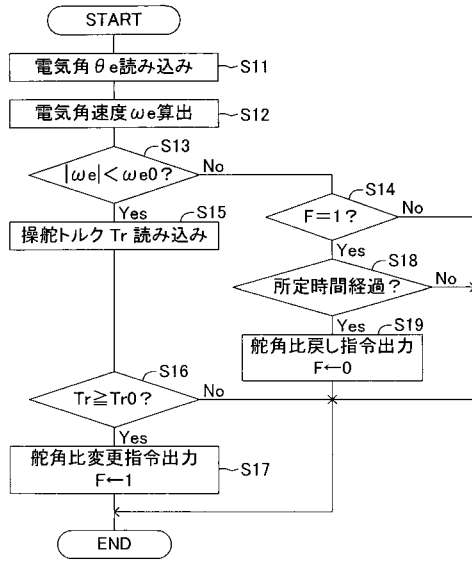 START
電気角θe読み込み
S11
電気角速度ωe算出
S12
S13
|ωe|<ωe0?
No
Yes
S14
F=1?
No
Yes
S15
操舵トルクTr読み込み
S18
所定時間経過?
No
Yes
S19
舵角比戻し指令出力
F←0
S16
Tr≧Tr0?
No
Yes
舵角比変更指令出力
F←1
S17
END